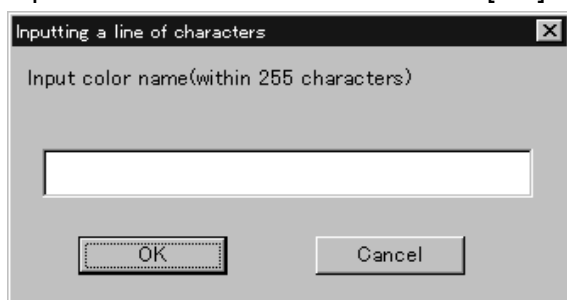 Inputting a line of characters
Input color name(within 255 characters)
OK
Cancel